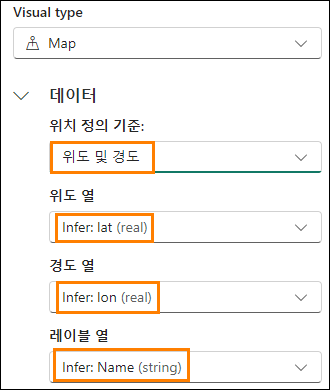 Visual type
Map
데이터
위치 정의 기준:
위도 및 경도
위도 열
Infer: lat (real)
경도 열
Infer: lon (real)
레이블 열
Infer: Name (string)